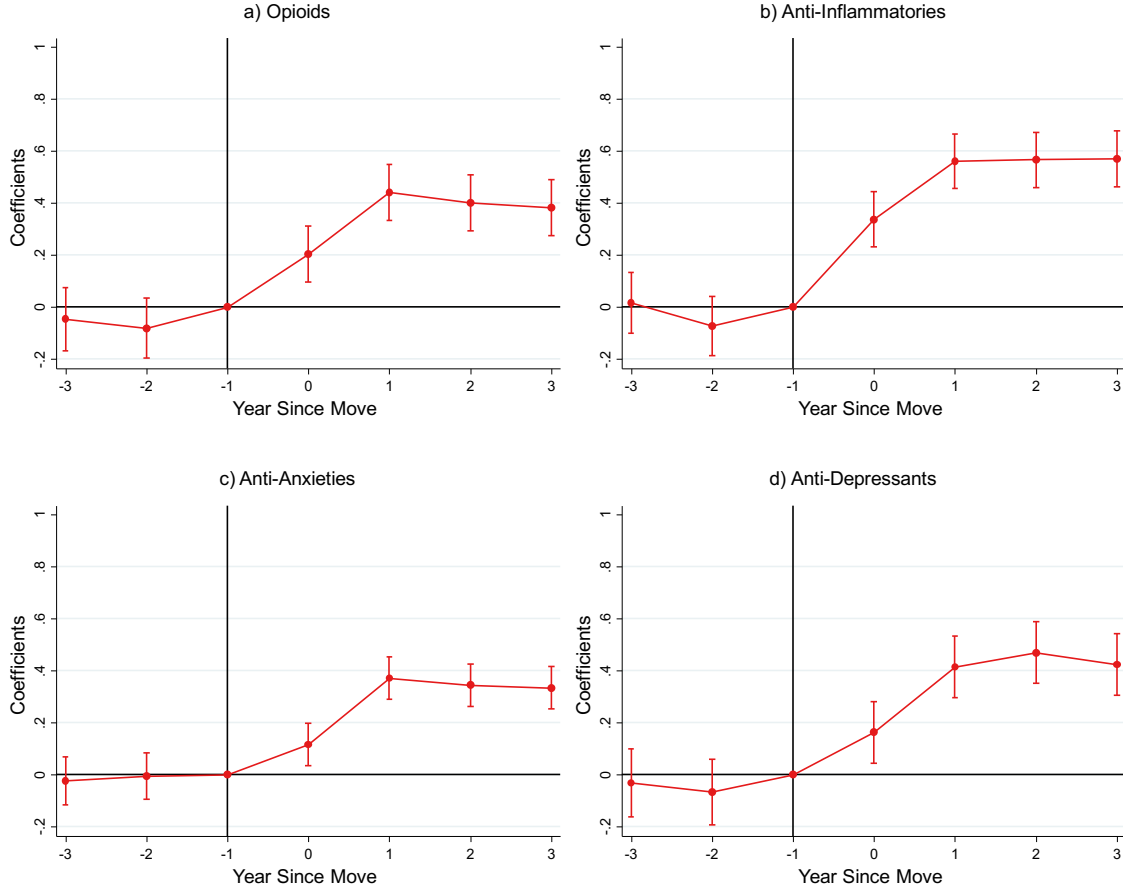 a) Opioids
Coefficients
1
.8
.6
.4
.2
0
-.2
-3 -2 -1 0 1 2 3
Year Since Move
b) Anti-Inflammatories
Coefficients
1
.8
.6
.4
.2
0
-.2
-3 -2 -1 0 1 2 3
Year Since Move
c) Anti-Anxieties
Coefficients
1
.8
.6
.4
.2
0
-.2
-3 -2 -1 0 1 2 3
Year Since Move
d) Anti-Depressants
Coefficients
1
.8
.6
.4
.2
0
-.2
-3 -2 -1 0 1 2 3
Year Since Move